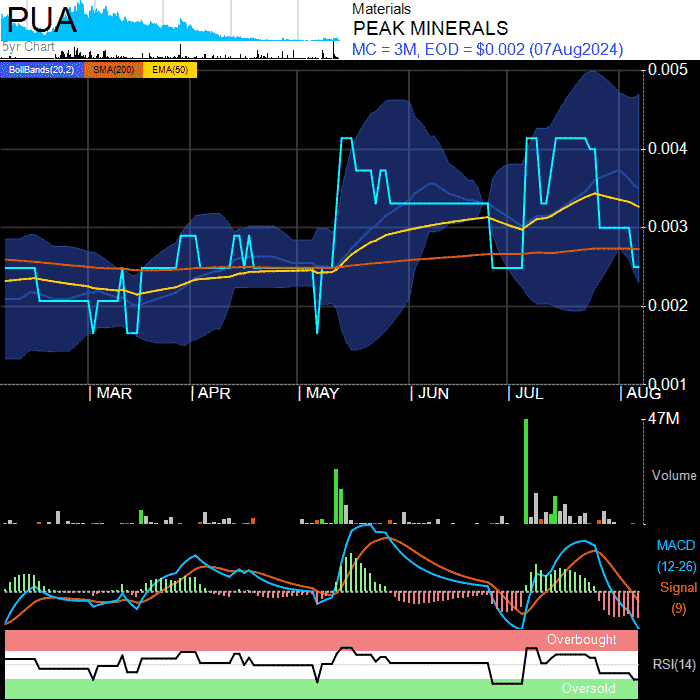 PUA
5yr Chart
Materials
PEAK MINERALS
MC = 3M, EOD = $0.002 (07Aug2024)
BollBands(20,2) SMA(200) EMA(50)
0.005
0.004
0.003
0.002
0.001
| MAR | APR | MAY | JUN | JUL | AUG
47M
Volume
MACD
(12-26)
Signal
(9)
Overbought
RSI(14)
Oversold